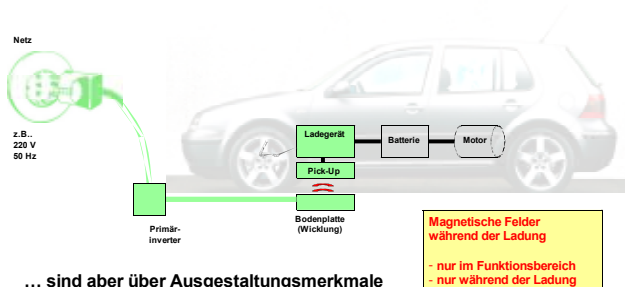 Netz
z.B..
220 V
50 Hz
Ladegerät
Batterie
Motor
Pick-Up
Bodenplatte
(Wicklung)
Primär-
inverter
Magnetische Felder
während der Ladung
- nur im Funktionsbereich
- nur während der Ladung
… sind aber über Ausgestaltungsmerkmale